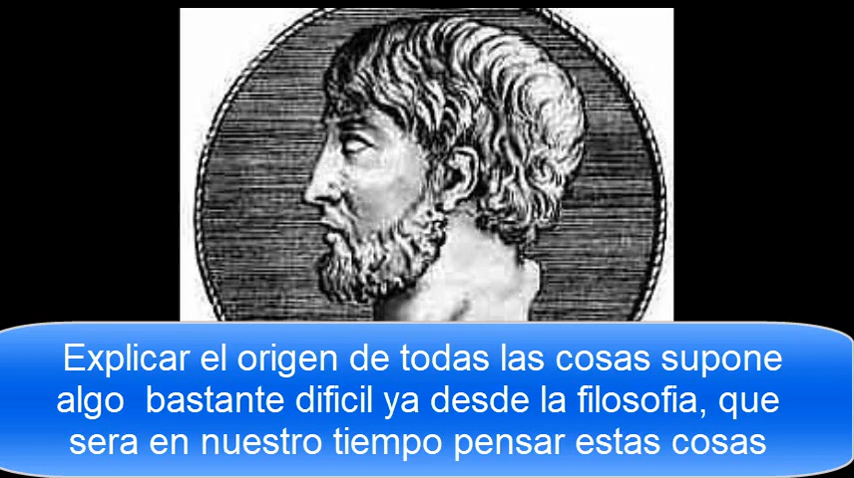 Explicar el origen de todas las cosas supone
algo bastante dificil ya desde la filosofia, que
sera en nuestro tiempo pensar estas cosas